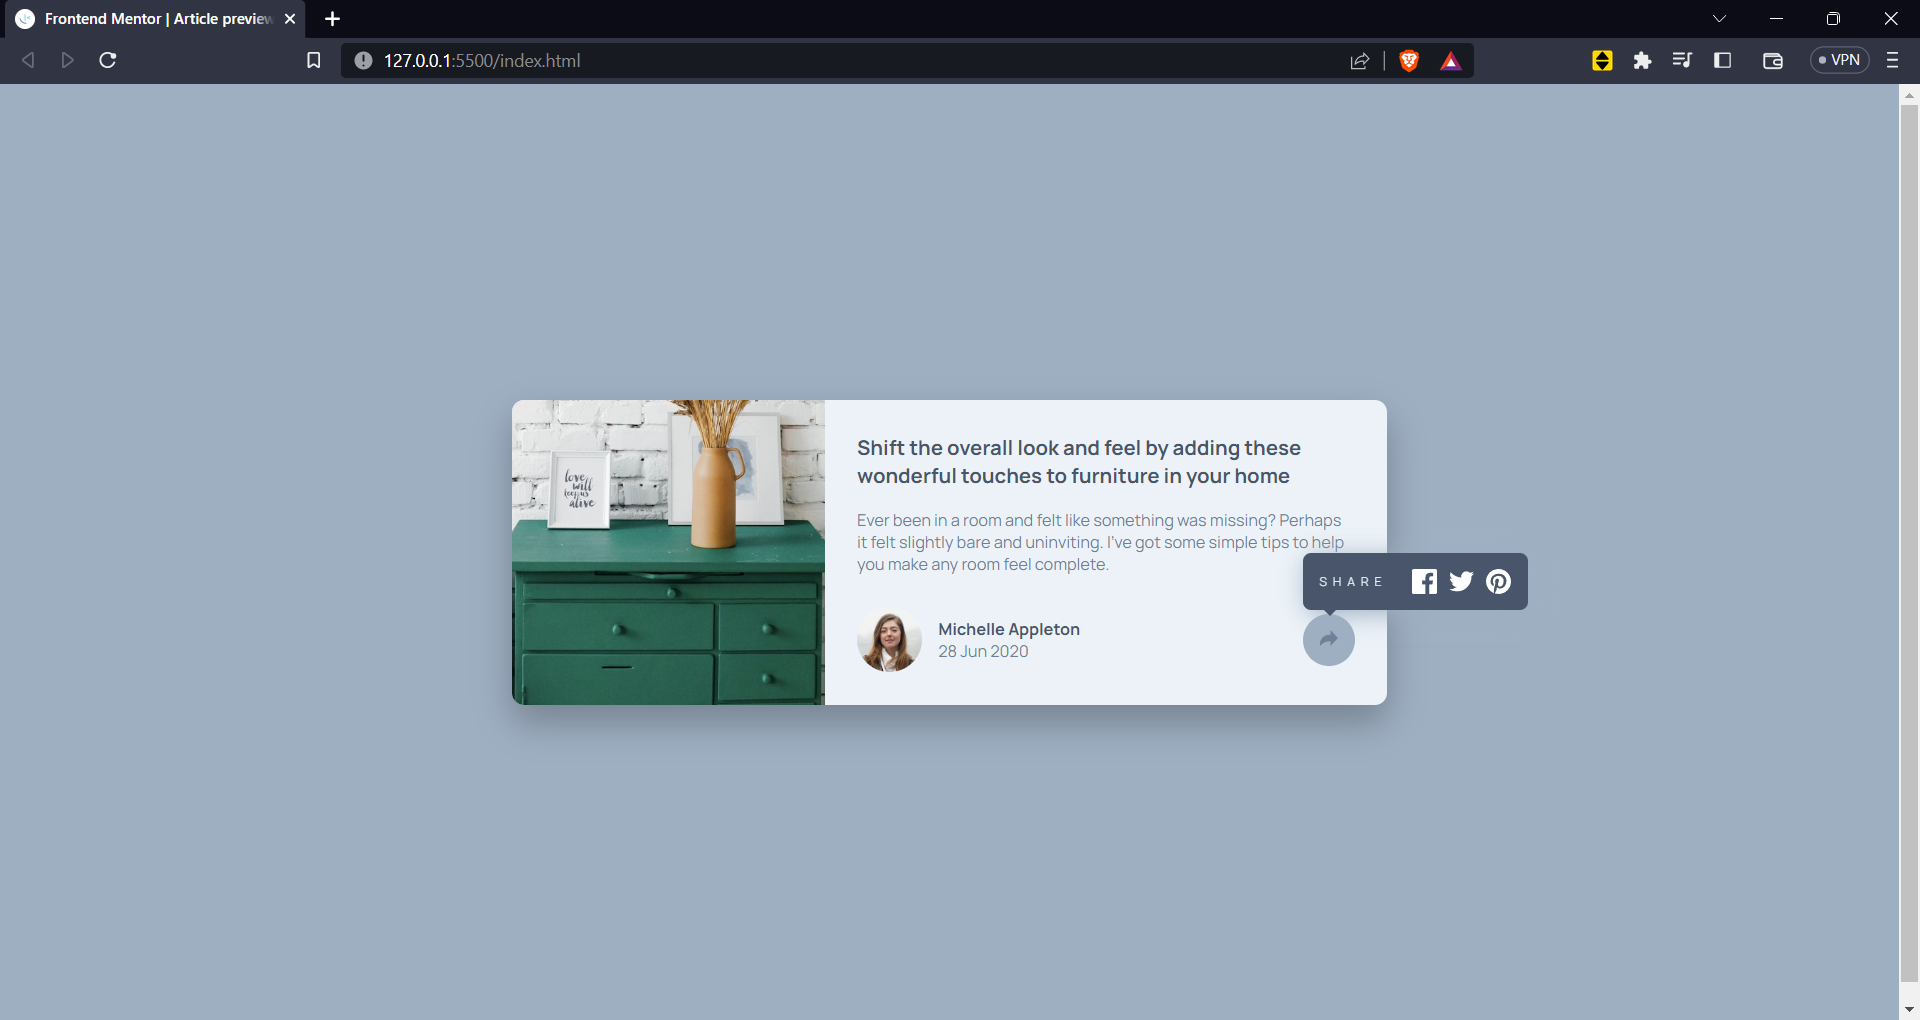 Frontend Mentor | Article preview
127.0.0.1:5500/index.html
VPN
love
will
keep us
alive
Shift the overall look and feel by adding these
wonderful touches to furniture in your home
Ever been in a room and felt like something was missing? Perhaps
it felt slightly bare and uninviting. I've got some simple tips to help
you make any room feel complete.
SHARE
Michelle Appleton
28 Jun 2020